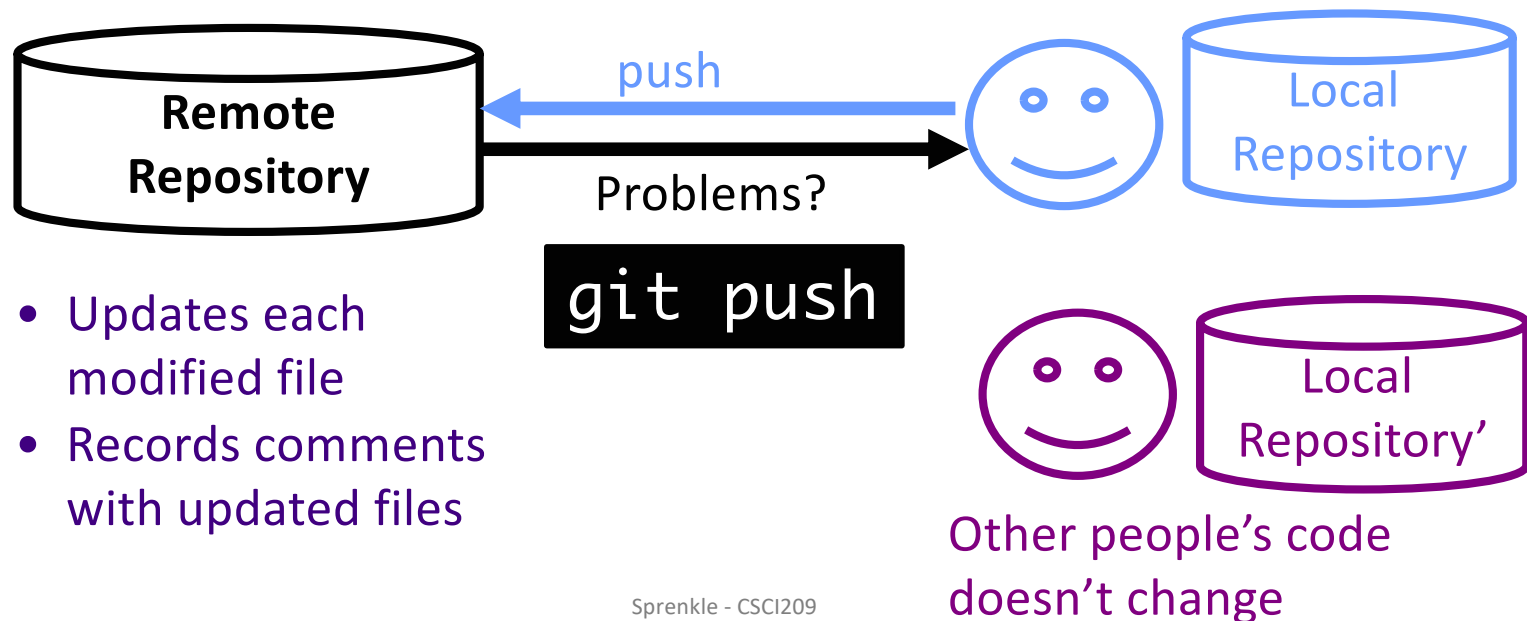 Remote
Repository
push
Problems?
git push
Local
Repository
• Updates each
modified file
• Records comments
with updated files
Local
Repository’
Other people’s code
doesn’t change
Sprenkle - CSCI209